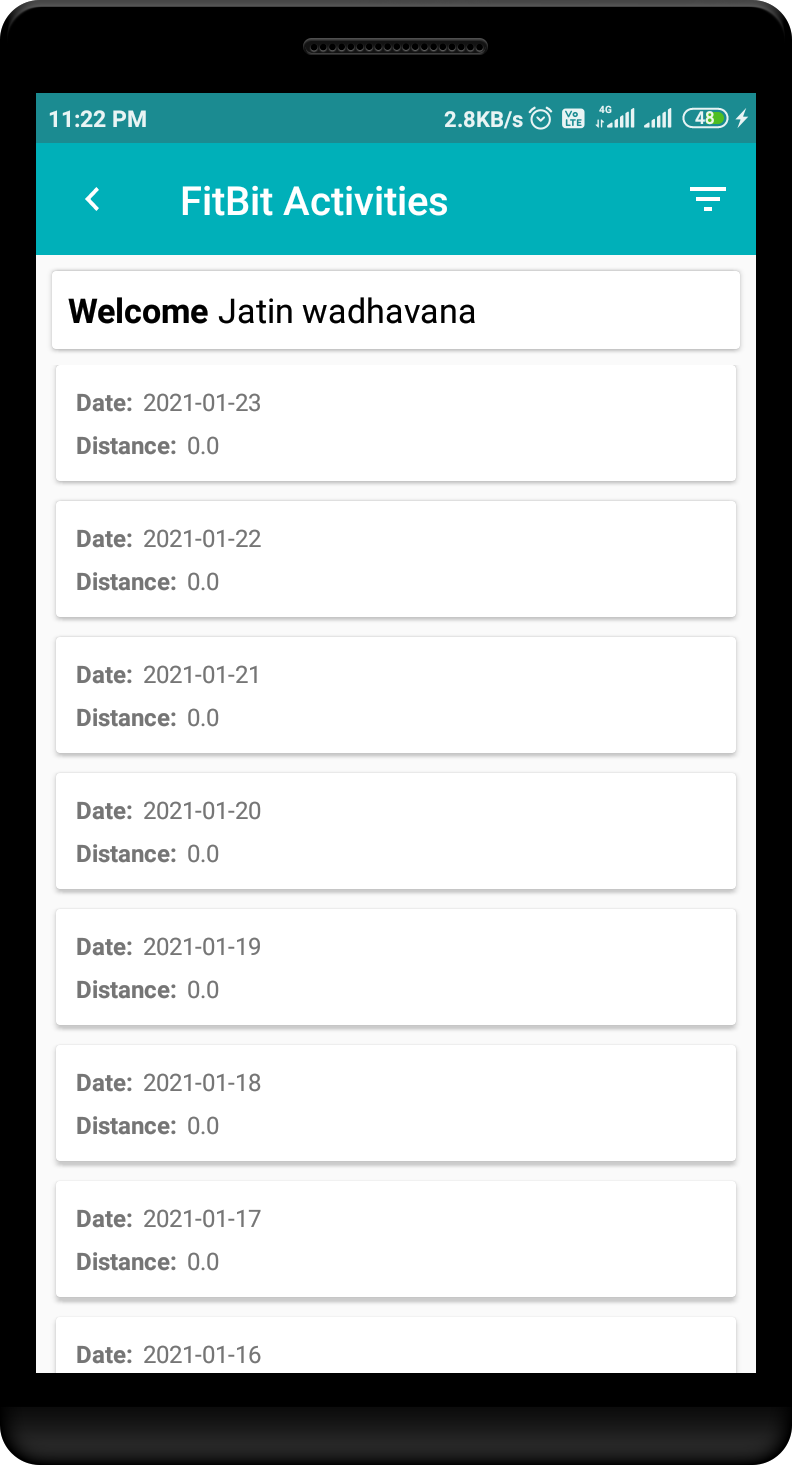 11:22 PM 2.8KB/s Vo LTE 4G 48
FitBit Activities
Welcome Jatin wadhavana
Date: 2021-01-23
Distance: 0.0
Date: 2021-01-22
Distance: 0.0
Date: 2021-01-21
Distance: 0.0
Date: 2021-01-20
Distance: 0.0
Date: 2021-01-19
Distance: 0.0
Date: 2021-01-18
Distance: 0.0
Date: 2021-01-17
Distance: 0.0
Date: 2021-01-16